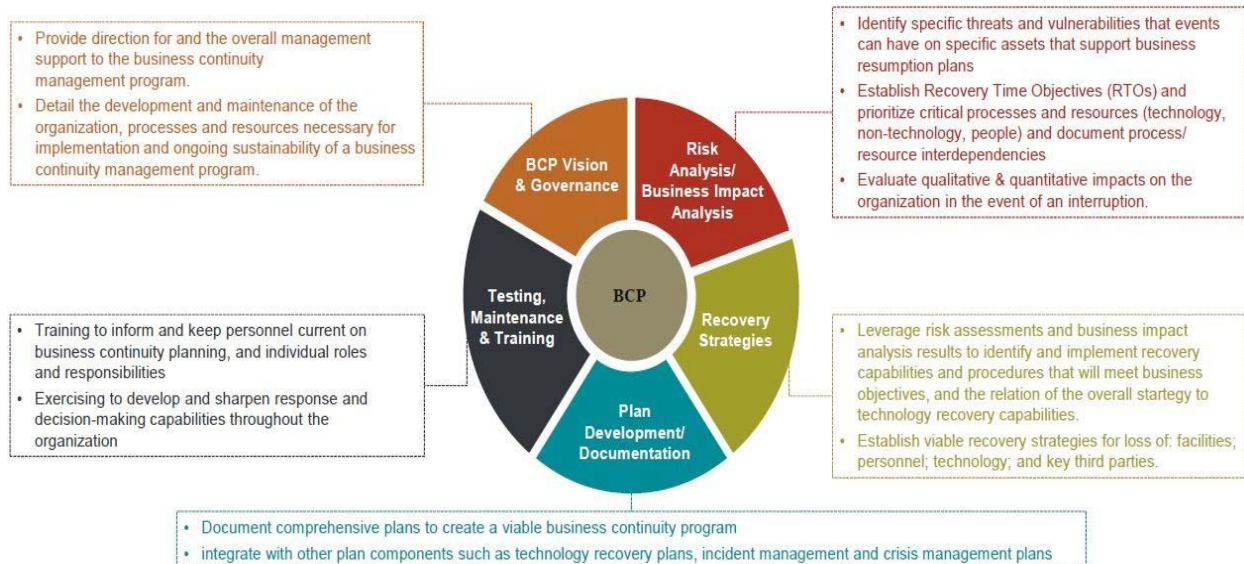 • Provide direction for and the overall management
support to the business continuity
management program.
• Detail the development and maintenance of the
organization, processes and resources necessary for
implementation and ongoing sustainability of a business
continuity management program.
• Identify specific threats and vulnerabilities that events
can have on specific assets that support business
resumption plans
• Establish Recovery Time Objectives (RTOs) and
prioritize critical processes and resources (technology,
non-technology, people) and document process/
resource interdependencies
• Evaluate qualitative & quantitative impacts on the
organization in the event of an interruption.
BCP Vision
& Governance
Risk
Analysis/
Business Impact
Analysis
BCP
Testing,
Maintenance
& Training
Recovery
Strategies
Plan
Development/
Documentation
• Training to inform and keep personnel current on
business continuity planning, and individual roles
and responsibilities
• Exercising to develop and sharpen response and
decision-making capabilities throughout the
organization
• Leverage risk assessments and business impact
analysis results to identify and implement recovery
capabilities and procedures that will meet business
objectives, and the relation of the overall startegy to
technology recovery capabilities.
• Establish viable recovery strategies for loss of: facilities;
personnel; technology; and key third parties.
• Document comprehensive plans to create a viable business continuity program
• integrate with other plan components such as technology recovery plans, incident management and crisis management plans